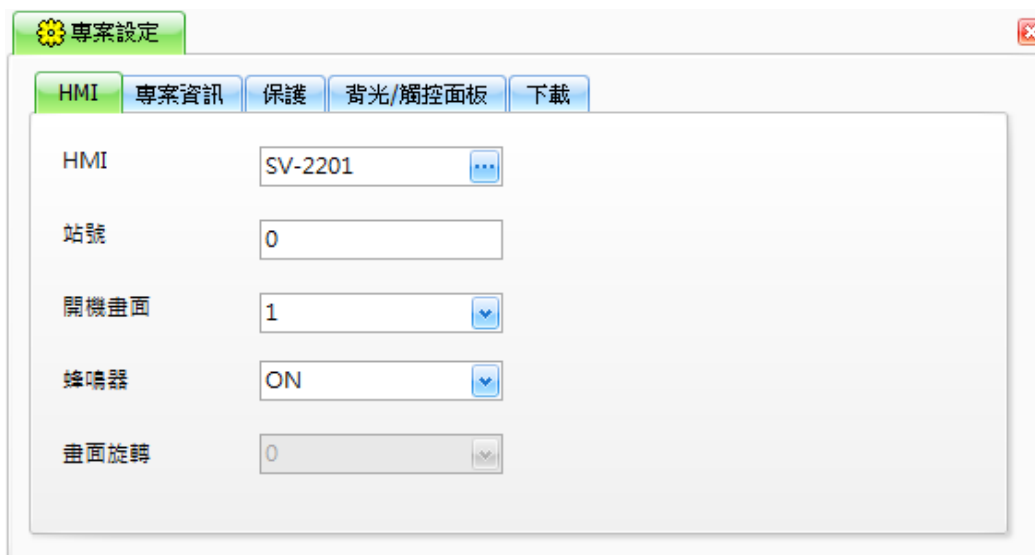 專案設定
HMI 專案資訊 保護 背光/觸控面板 下載
HMI SV-2201
站號 0
開機畫面 1
蜂鳴器 ON
畫面旋轉 0